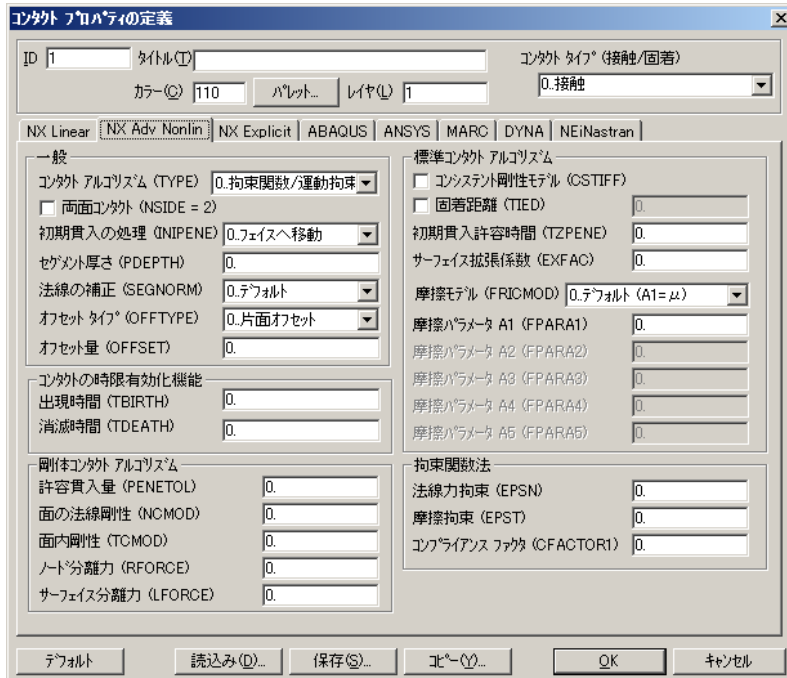 コンタクト プロパティの定義
ID 1 タイトル(T) コンタクト タイプ (接触/固着)
カラー(C) 110 パレット... レイヤ(L) 1 0..接触
NX Linear NX Adv Nonlin NX Explicit ABAQUS ANSYS MARC DYNA NEiNastran
一般
コンタクト アルゴリズム (TYPE) 0..拘束関数/運動拘束
両面コンタクト (NSIDE = 2)
初期貫入の処理 (INIPENE) 0..フェイスへ移動
セグメント厚さ (PDEPTH) 0.
法線の補正 (SEGNORM) 0..デフォルト
オフセット タイプ (OFFTYPE) 0..片面オフセット
オフセット量 (OFFSET) 0.
コンタクトの時限有効化機能
出現時間 (TBIRTH) 0.
消滅時間 (TDEATH) 0.
剛体コンタクト アルゴリズム
許容貫入量 (PENETOL) 0.
面の法線剛性 (NCMOD) 0.
面内剛性 (TCMOD) 0.
ノード分離力 (RFORCE) 0.
サーフェイス分離力 (LFORCE) 0.
標準コンタクト アルゴリズム
コンシステント剛性モデル (CSTIFF)
固着距離 (TIED) 0.
初期貫入許容時間 (TZPENE) 0.
サーフェイス拡張係数 (EXFAC) 0.
摩擦モデル (FRICMOD) 0..デフォルト (A1=μ)
摩擦パラメータ A1 (FPARA1) 0.
摩擦パラメータ A2 (FPARA2) 0.
摩擦パラメータ A3 (FPARA3) 0.
摩擦パラメータ A4 (FPARA4) 0.
摩擦パラメータ A5 (FPARA5) 0.
拘束関数法
法線力拘束 (EPSN) 0.
摩擦拘束 (EPST) 0.
コンプライアンス ファクタ (CFACTOR1) 0.
デフォルト 読込み(D)... 保存(S)... コピー(Y)... OK キャンセル